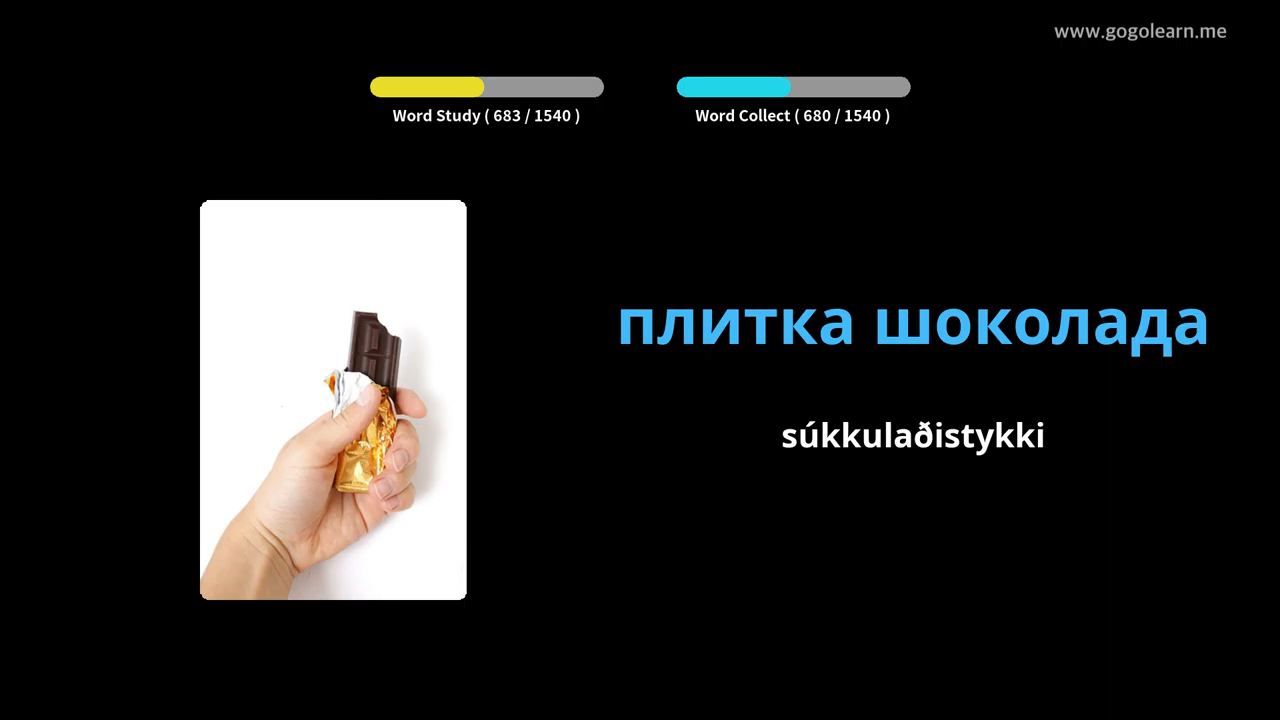 www.gogolearn.me
Word Study ( 683 / 1540 )
Word Collect ( 680 / 1540 )
плитка шоколада
súkkulaðistykki